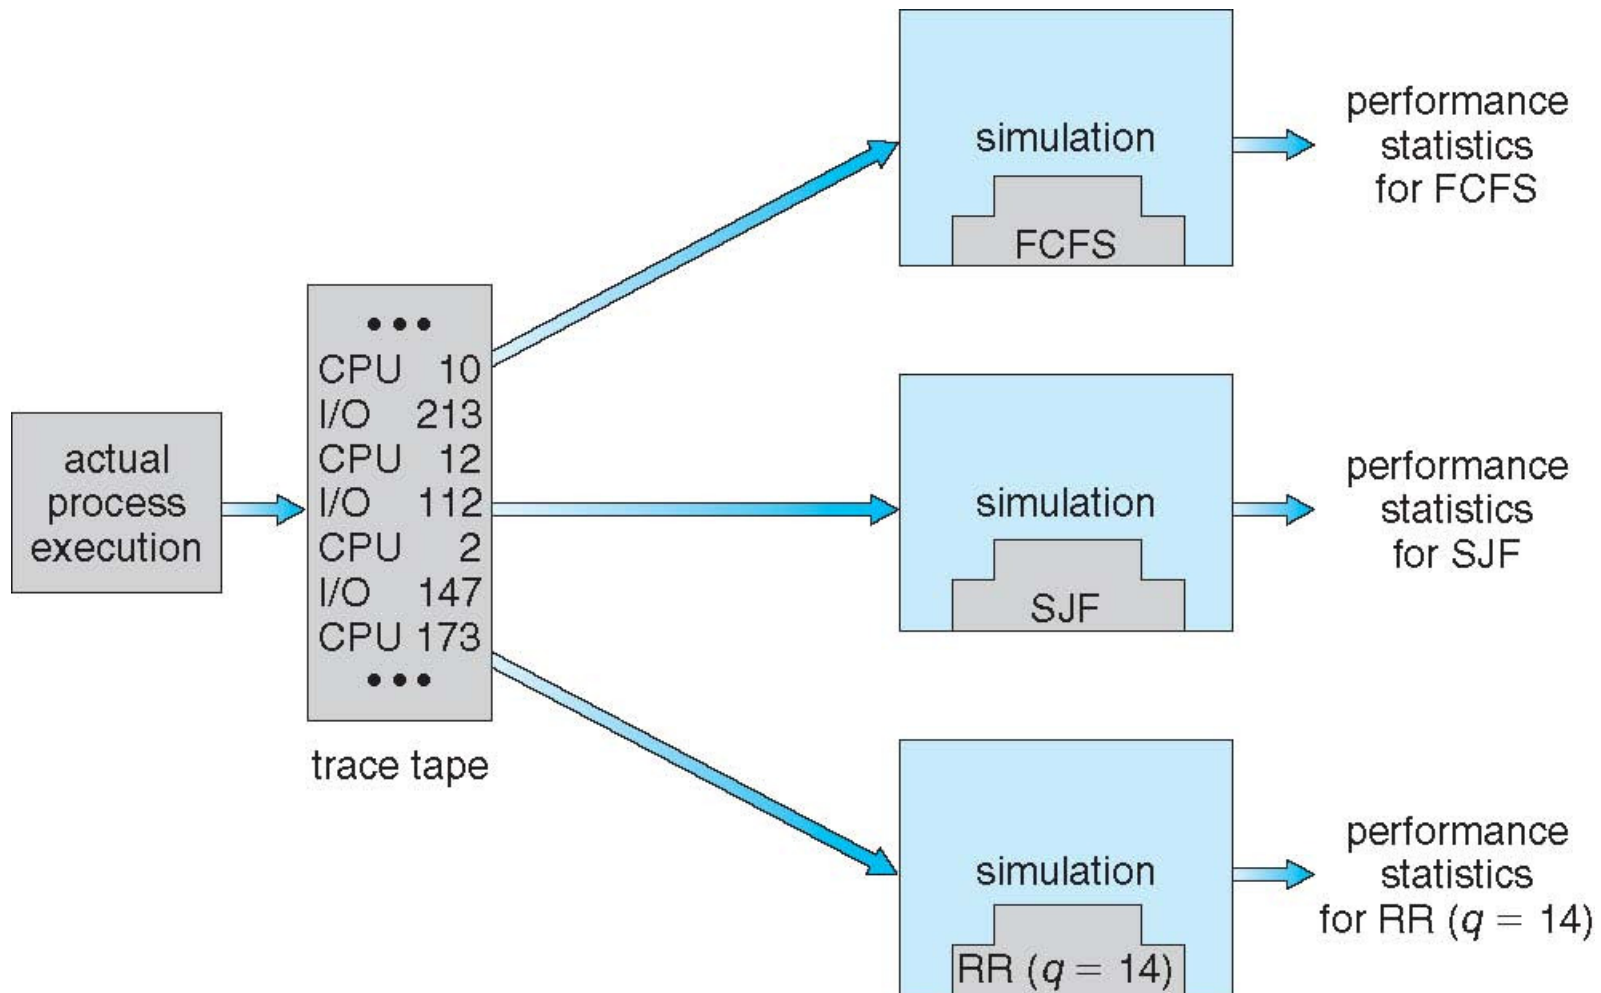 actual
process
execution
•••
CPU 10
I/O 213
CPU 12
I/O 112
CPU 2
I/O 147
CPU 173
•••
trace tape
simulation
FCFS
performance
statistics
for FCFS
simulation
SJF
performance
statistics
for SJF
simulation
RR (q = 14)
performance
statistics
for RR (q = 14)